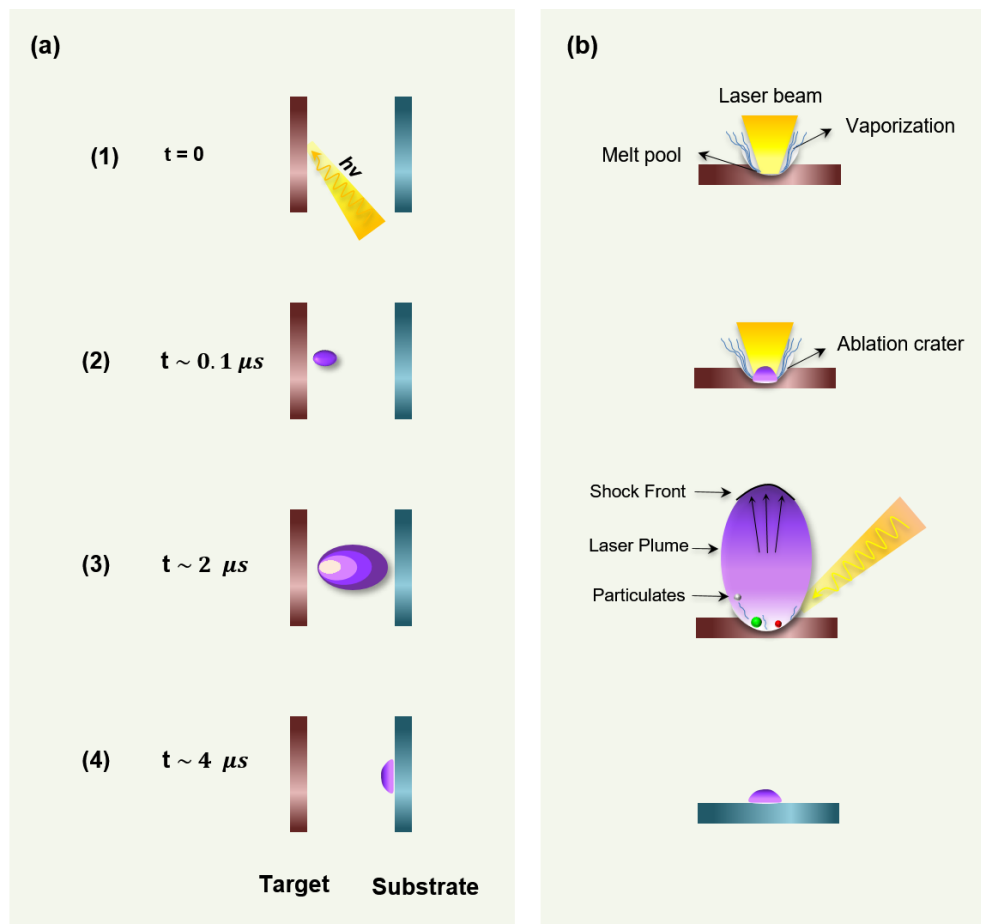 (a)
(1) t = 0
hv
(2) t ~ 0.1 μs
(3) t ~ 2 μs
(4) t ~ 4 μs
Target Substrate
(b)
Laser beam
Vaporization
Melt pool
Ablation crater
Shock Front
Laser Plume
Particulates